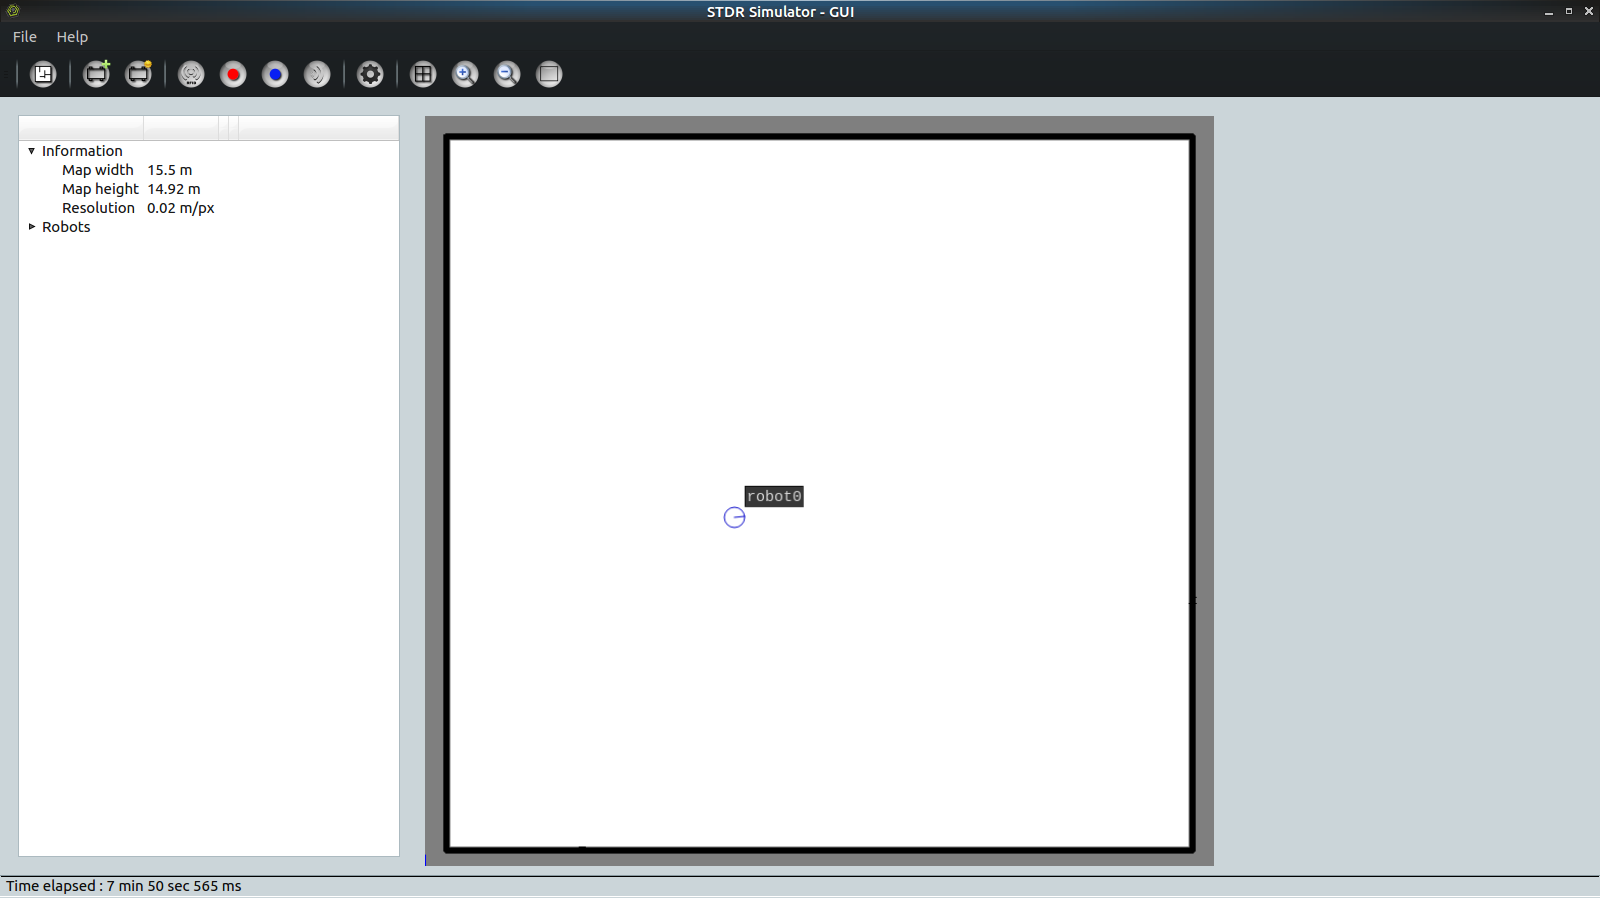 STDR Simulator - GUI
File Help
Information
Map width 15.5 m
Map height 14.92 m
Resolution 0.02 m/px
Robots
robot0
Time elapsed : 7 min 50 sec 565 ms